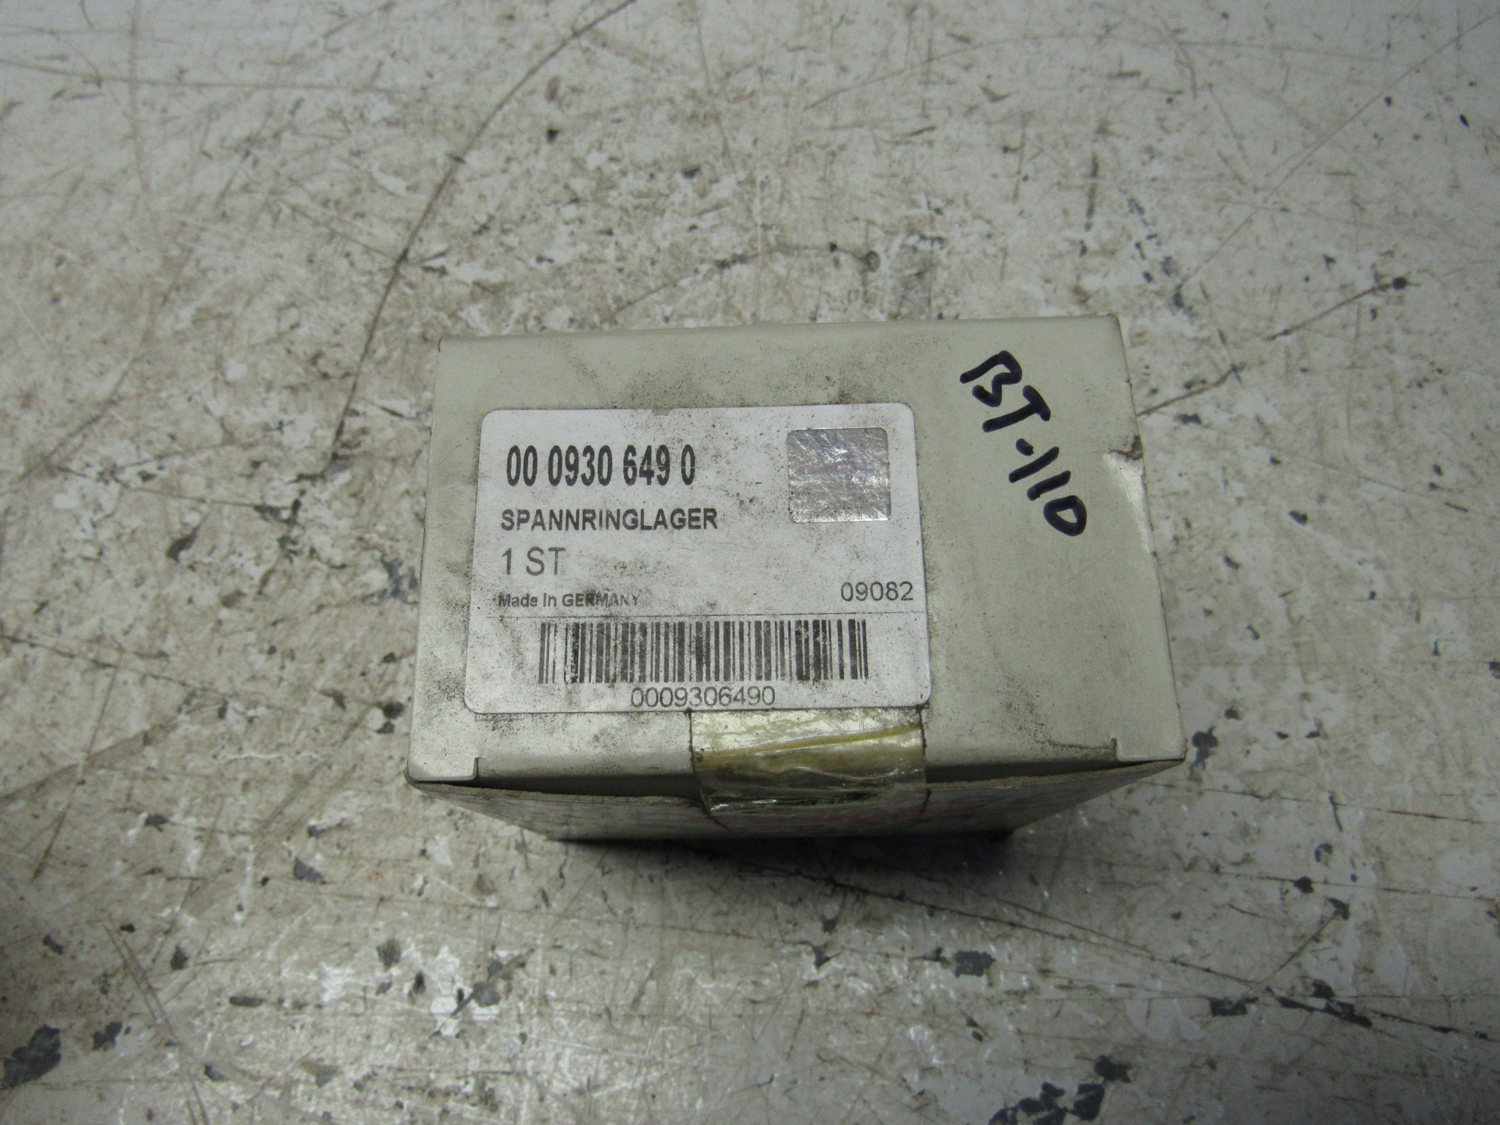 00 0930 649 0
SPANNRINGLAGER
1 ST
Made in GERMANY
09082
0009306490
BT-110